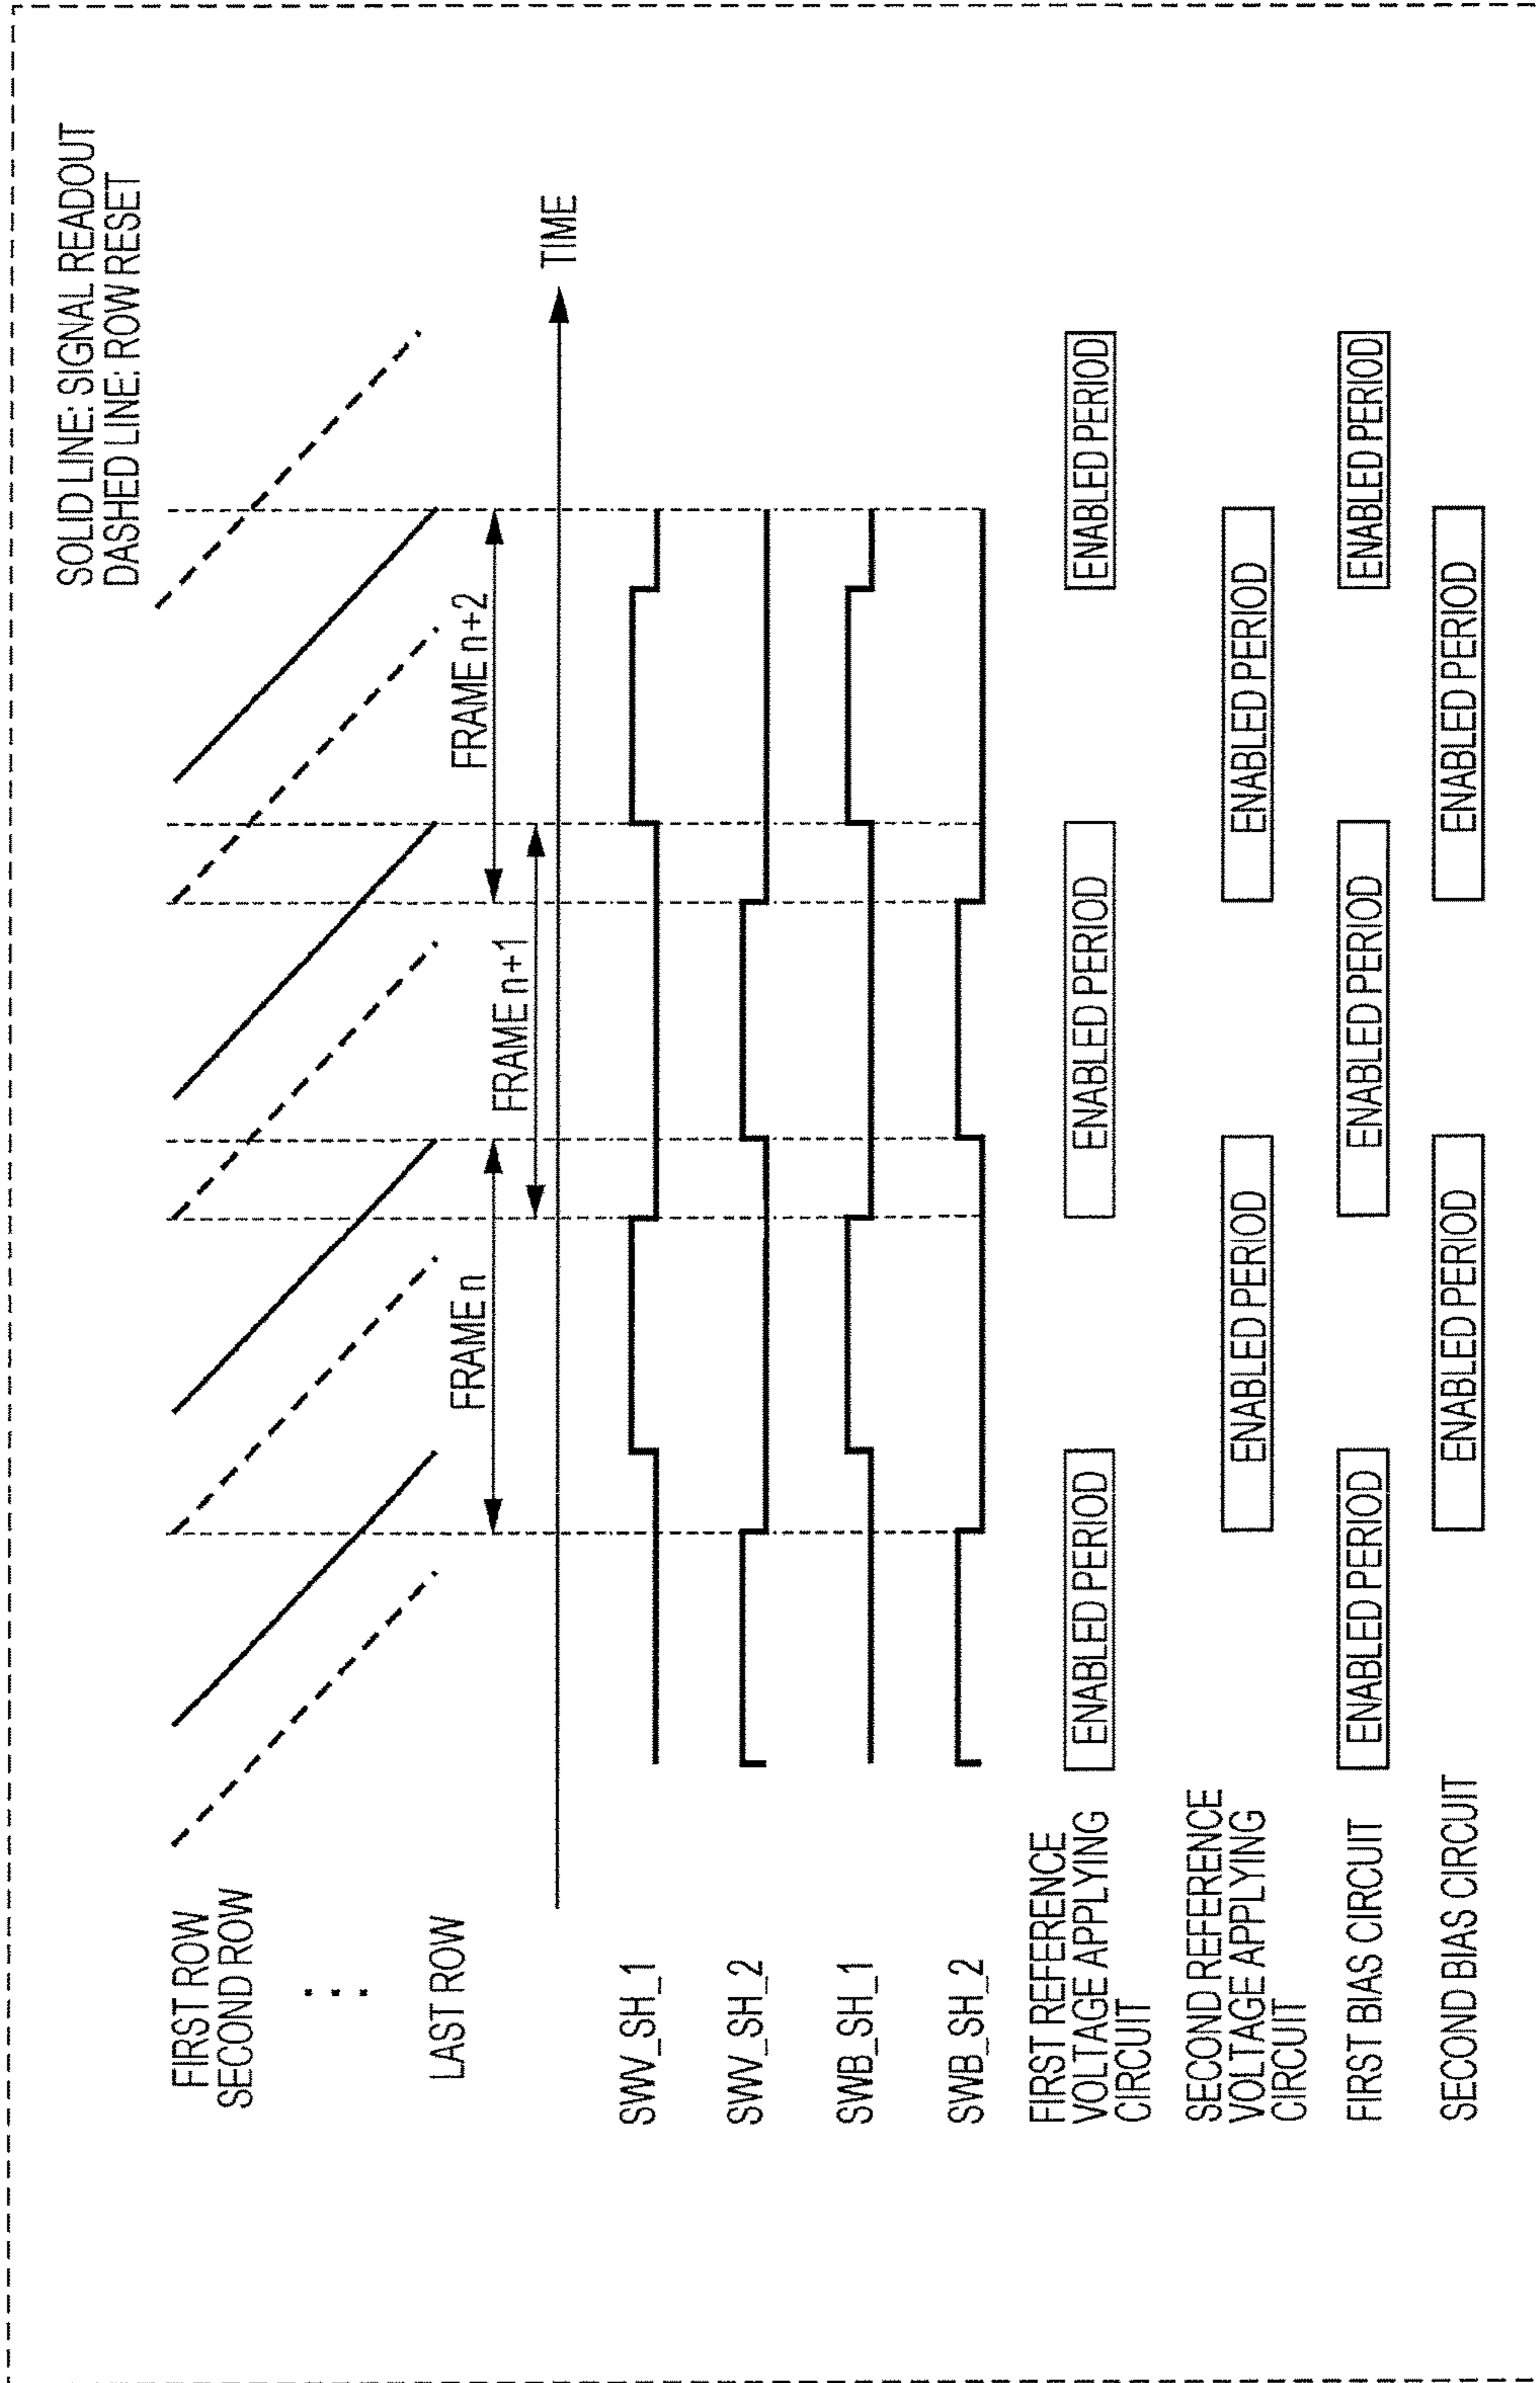 SOLID LINE: SIGNAL READOUT
DASHED LINE: ROW RESET
FIRST ROW
SECOND ROW
⋮
LAST ROW
FRAME n
FRAME n+2
FRAME n+1
TIME
SWV_SH_1
SWV_SH_2
SWB_SH_1
SWB_SH_2
FIRST REFERENCE
VOLTAGE APPLYING
CIRCUIT
ENABLED PERIOD
ENABLED PERIOD
ENABLED PERIOD
SECOND REFERENCE
VOLTAGE APPLYING
CIRCUIT
ENABLED PERIOD
ENABLED PERIOD
FIRST BIAS CIRCUIT
ENABLED PERIOD
ENABLED PERIOD
ENABLED PERIOD
SECOND BIAS CIRCUIT
ENABLED PERIOD
ENABLED PERIOD